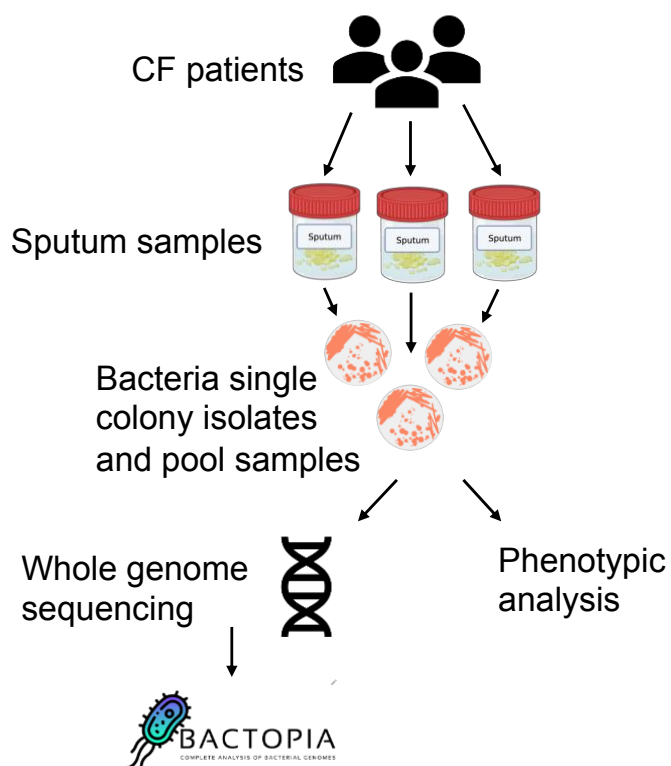 CF patients
Sputum samples
Sputum
Sputum
Sputum
Bacteria single
colony isolates
and pool samples
Whole genome
sequencing
Phenotypic
analysis
BACTOPIA
COMPLETE ANALYSIS OF BACTERIAL GENOMES